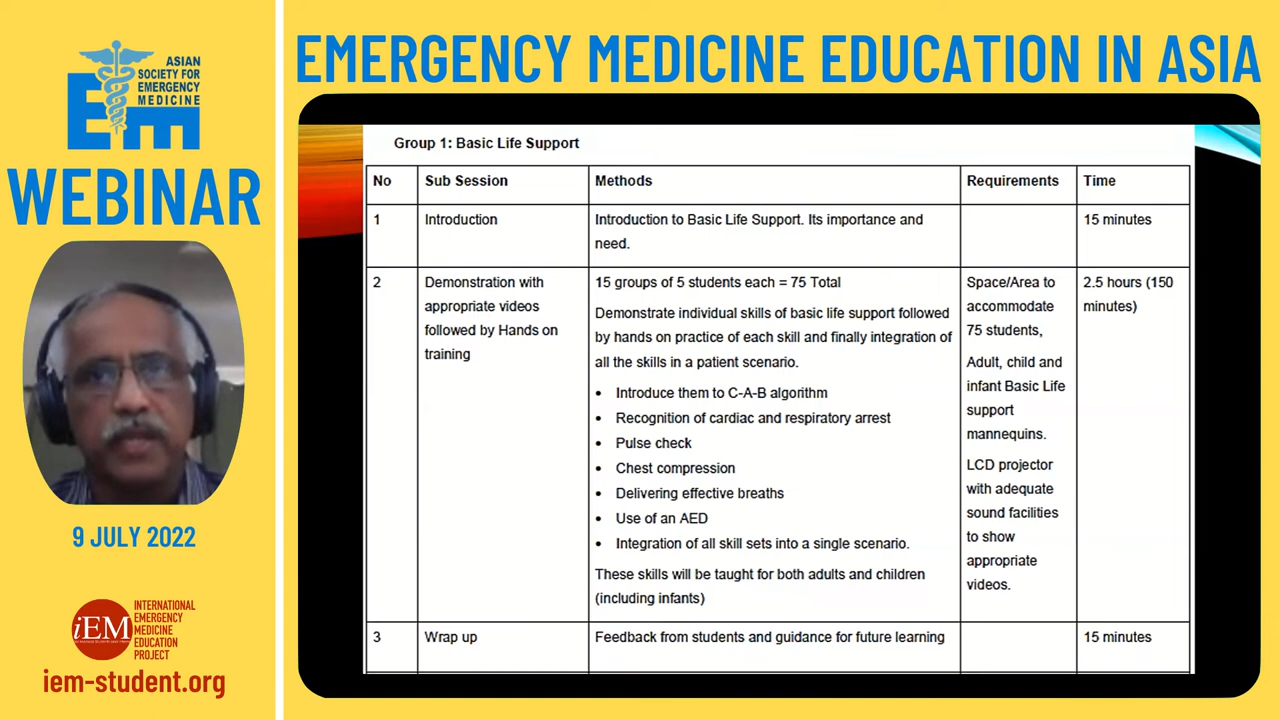 EMERGENCY MEDICINE EDUCATION IN ASIA
ASIAN
SOCIETY FOR
EMERGENCY
MEDICINE
EM
WEBINAR
9 JULY 2022
iEM
INTERNATIONAL
EMERGENCY
MEDICINE
EDUCATION
PROJECT
iem-student.org
Group 1: Basic Life Support
No
Sub Session
Methods
Requirements
Time
1
Introduction
Introduction to Basic Life Support. Its importance and
need.
15 minutes
2
Demonstration with
appropriate videos
followed by Hands on
training
15 groups of 5 students each = 75 Total
Demonstrate individual skills of basic life support followed
by hands on practice of each skill and finally integration of
all the skills in a patient scenario.
• Introduce them to C-A-B algorithm
• Recognition of cardiac and respiratory arrest
• Pulse check
• Chest compression
• Delivering effective breaths
• Use of an AED
• Integration of all skill sets into a single scenario.
These skills will be taught for both adults and children
(including infants)
Space/Area to
accommodate
75 students,
Adult, child and
infant Basic Life
support
mannequins.
LCD projector
with adequate
sound facilities
to show
appropriate
videos.
2.5 hours (150
minutes)
3
Wrap up
Feedback from students and guidance for future learning
15 minutes